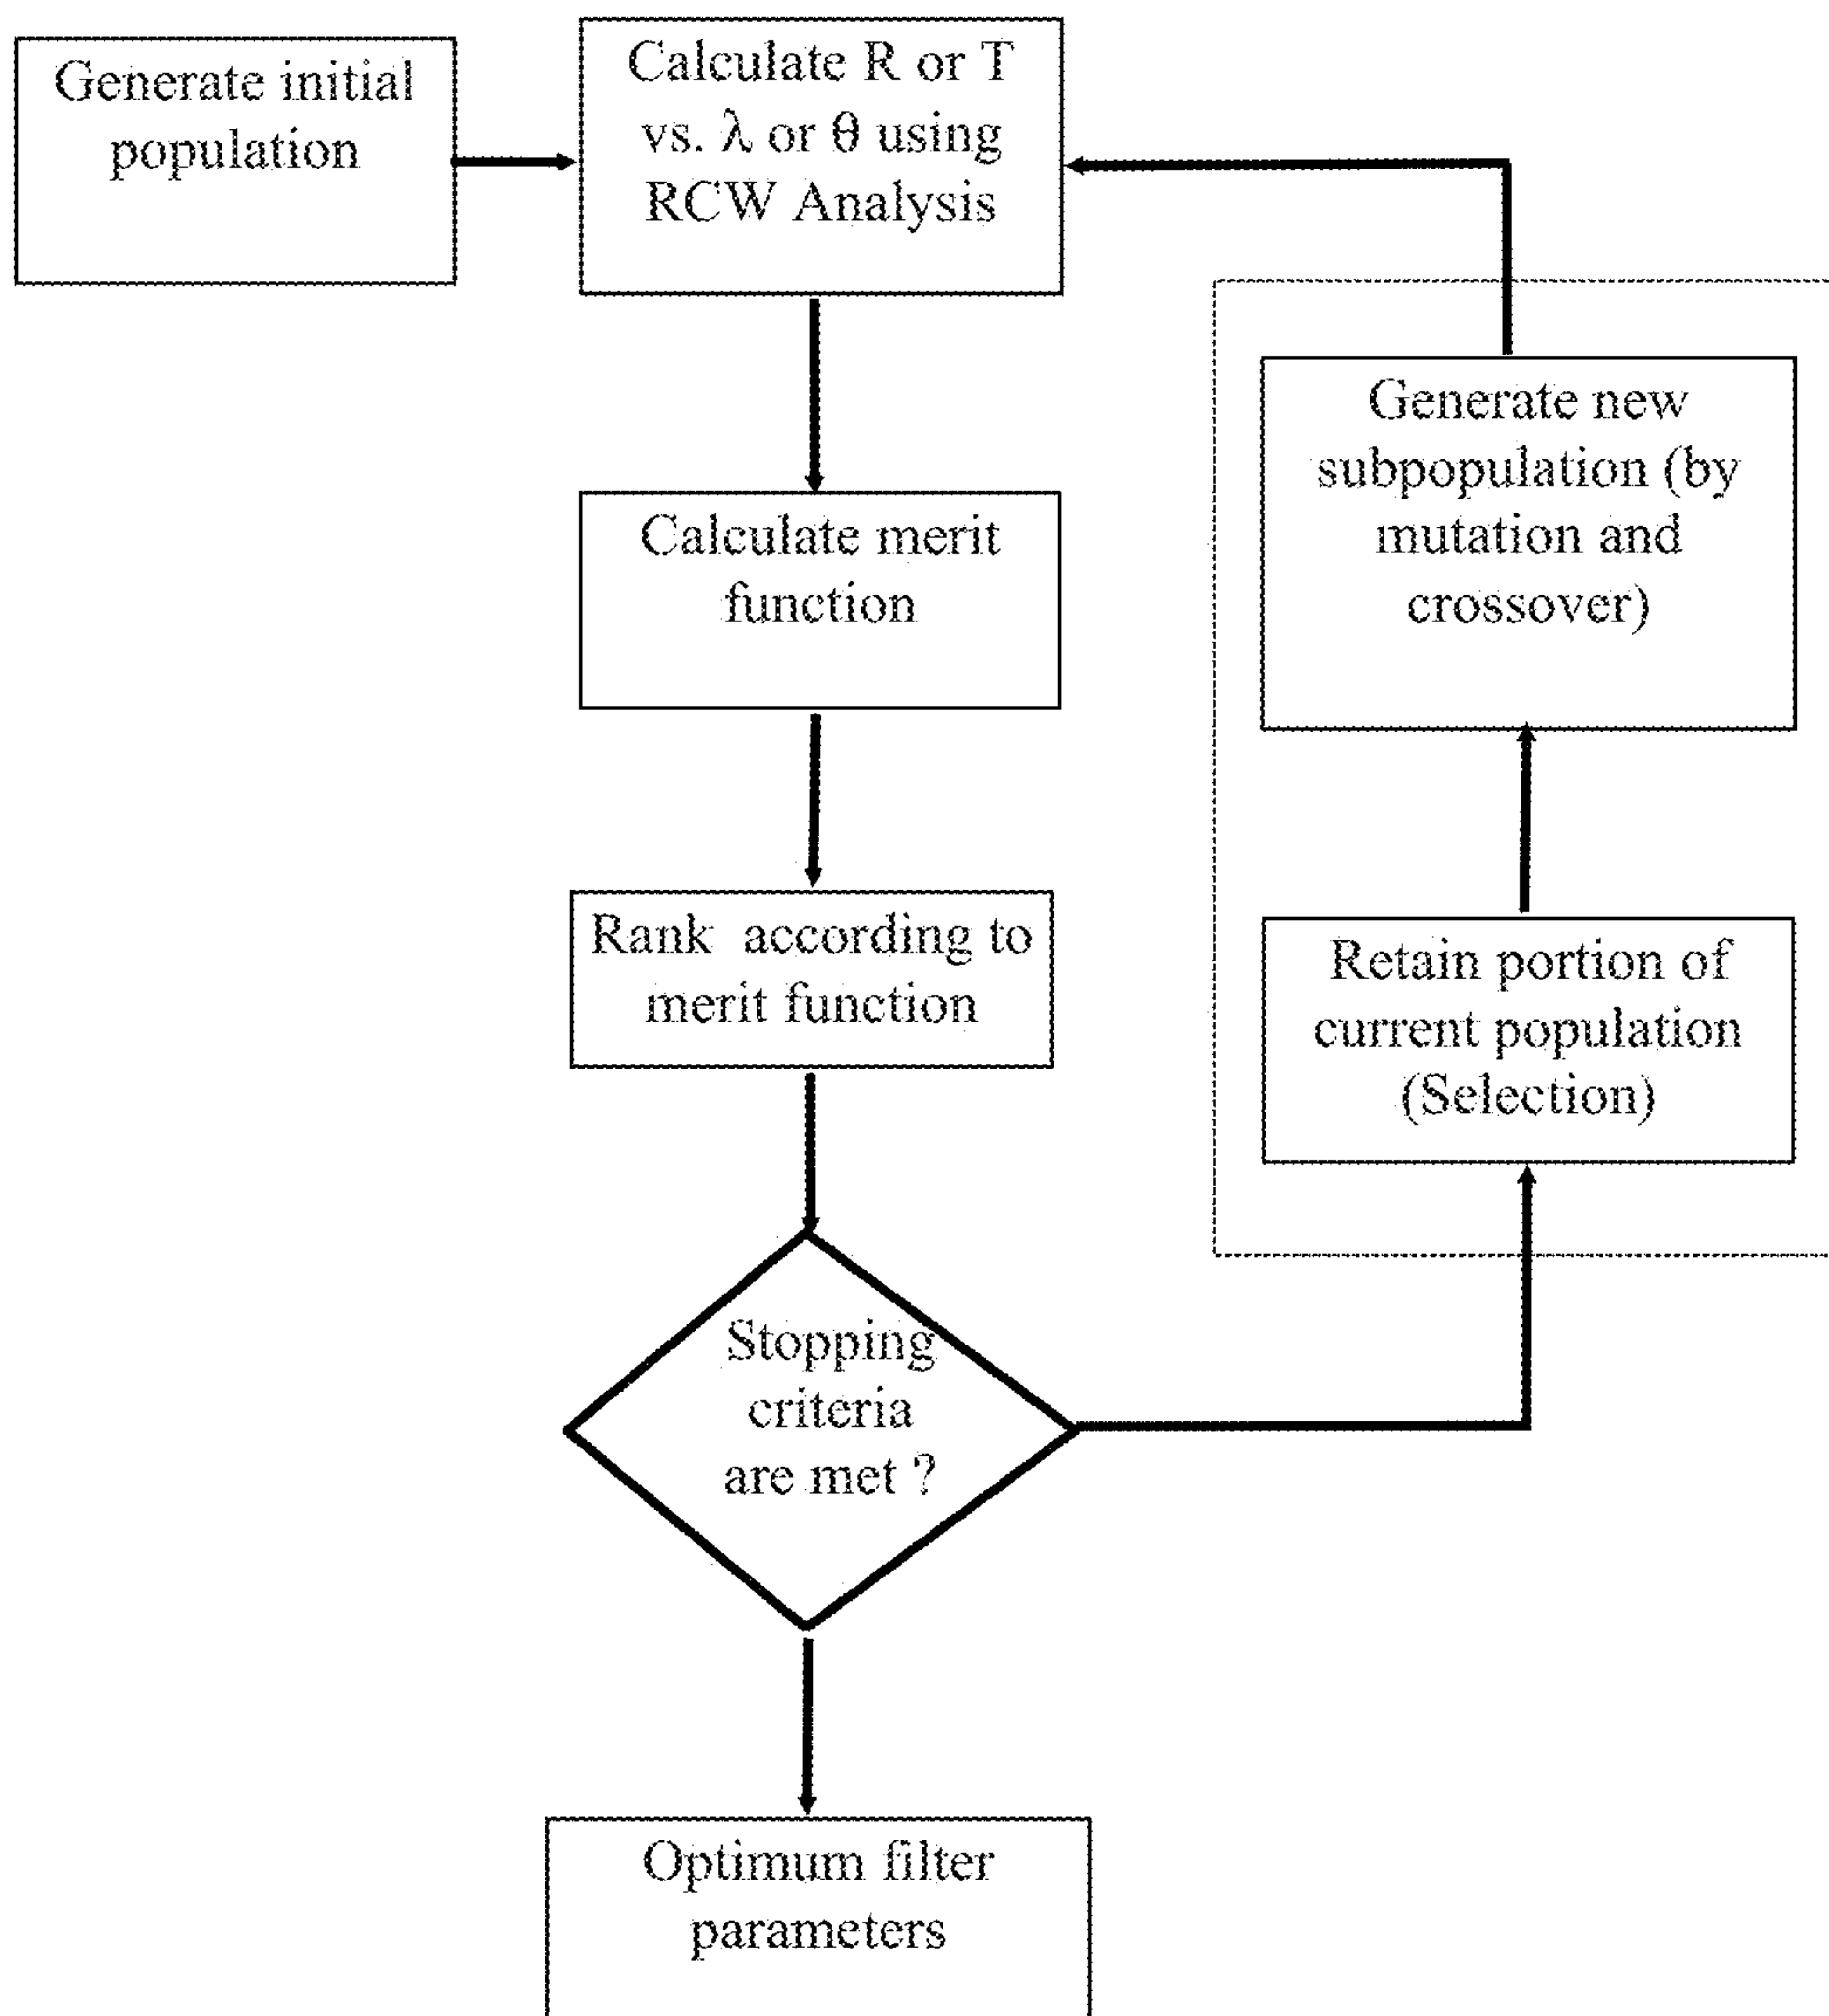 Generate initial
population
Calculate R or T
vs. λ or θ using
RCW Analysis
Calculate merit
function
Rank according to
merit function
Stopping
criteria
are met ?
Optimum filter
parameters
Generate new
subpopulation (by
mutation and
crossover)
Retain portion of
current population
(Selection)